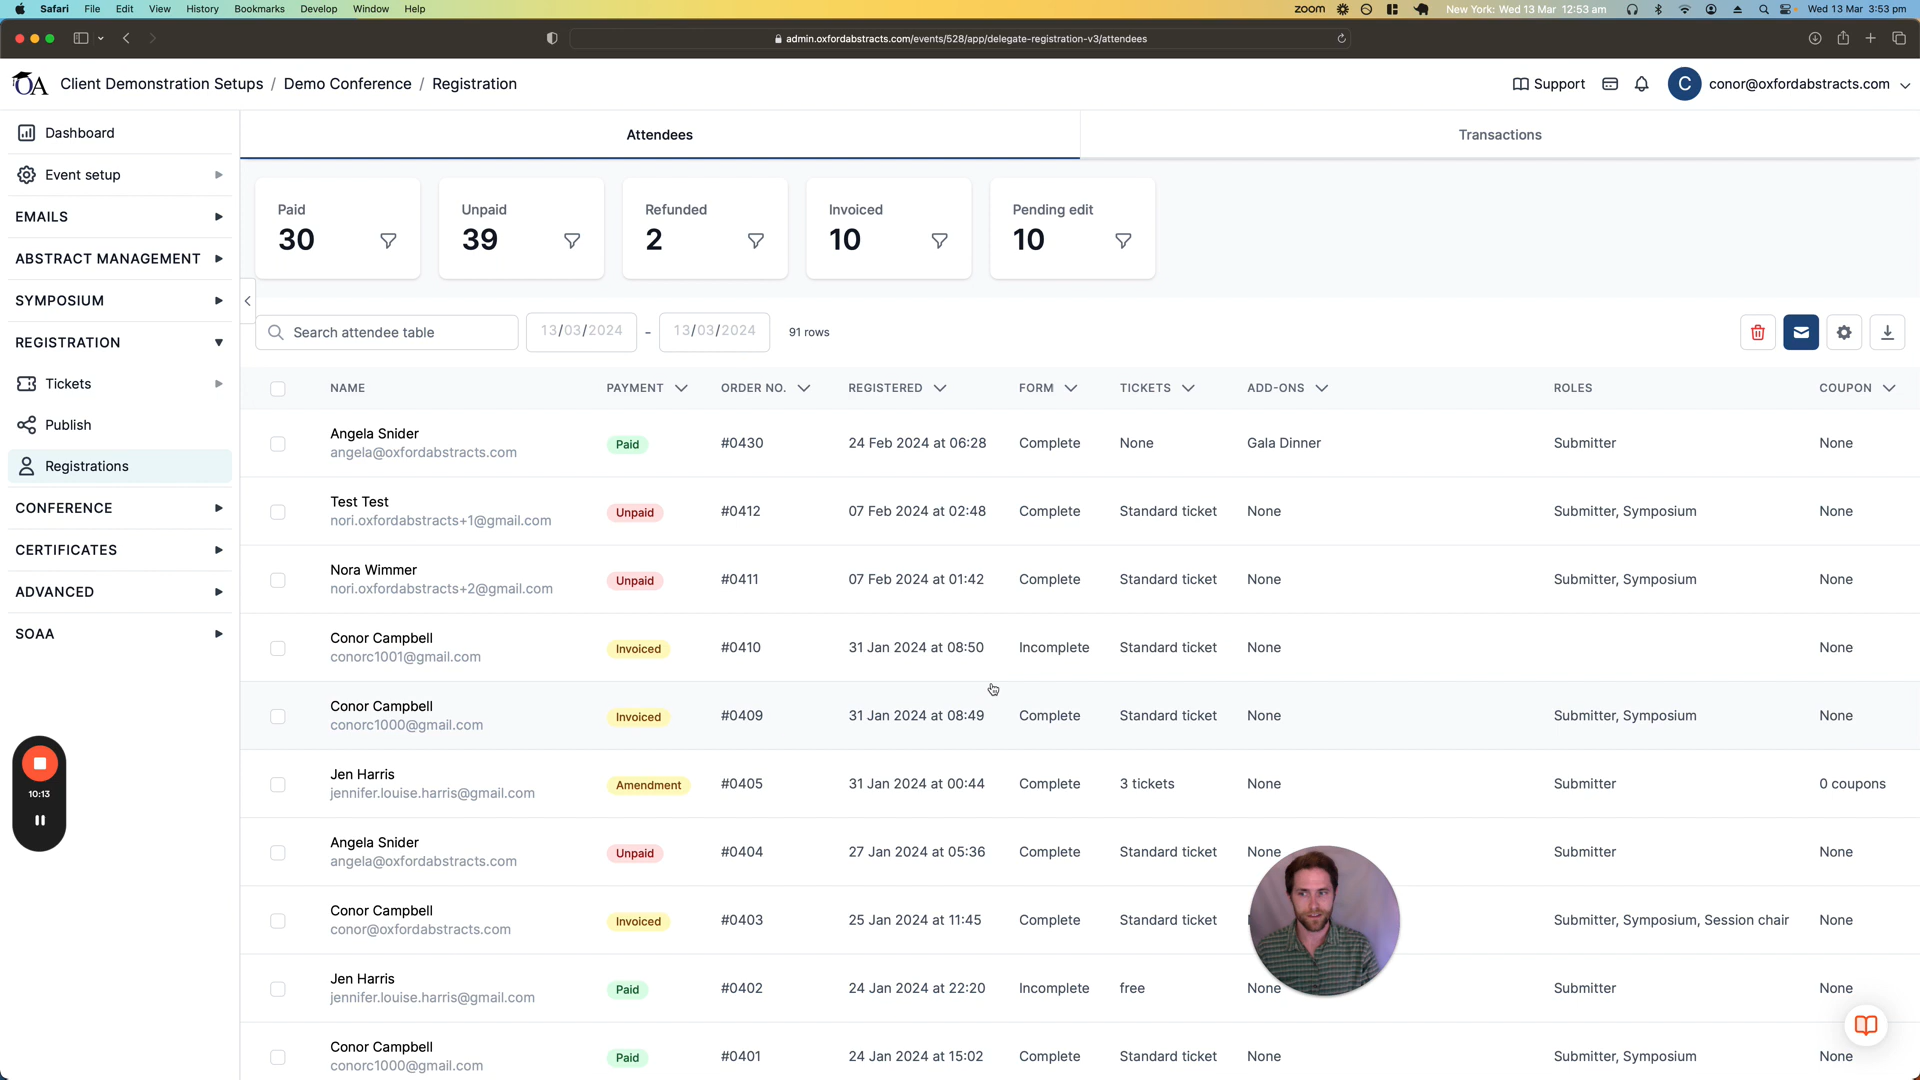 Safari File Edit View History Bookmarks Develop Window Help zoom New York: Wed 13 Mar 12:53 am Wed 13 Mar 3:53 pm
admin.oxfordabstracts.com/events/528/app/delegate-registration-v3/attendees
OA Client Demonstration Setups / Demo Conference / Registration Support C conor@oxfordabstracts.com
Dashboard
Event setup
EMAILS
ABSTRACT MANAGEMENT
SYMPOSIUM
REGISTRATION
Tickets
Publish
Registrations
CONFERENCE
CERTIFICATES
ADVANCED
SOAA
10:13
Attendees Transactions
Paid Unpaid Refunded Invoiced Pending edit
30 39 2 10 10
Search attendee table 13/03/2024 - 13/03/2024 91 rows
NAME PAYMENT ORDER NO. REGISTERED FORM TICKETS ADD-ONS ROLES COUPON
Angela Snider
angela@oxfordabstracts.com Paid #0430 24 Feb 2024 at 06:28 Complete None Gala Dinner Submitter None
Test Test
nori.oxfordabstracts+1@gmail.com Unpaid #0412 07 Feb 2024 at 02:48 Complete Standard ticket None Submitter, Symposium None
Nora Wimmer
nori.oxfordabstracts+2@gmail.com Unpaid #0411 07 Feb 2024 at 01:42 Complete Standard ticket None Submitter, Symposium None
Conor Campbell
conorc1001@gmail.com Invoiced #0410 31 Jan 2024 at 08:50 Incomplete Standard ticket None None
Conor Campbell
conorc1000@gmail.com Invoiced #0409 31 Jan 2024 at 08:49 Complete Standard ticket None Submitter, Symposium None
Jen Harris
jennifer.louise.harris@gmail.com Amendment #0405 31 Jan 2024 at 00:44 Complete 3 tickets None Submitter 0 coupons
Angela Snider
angela@oxfordabstracts.com Unpaid #0404 27 Jan 2024 at 05:36 Complete Standard ticket None Submitter None
Conor Campbell
conor@oxfordabstracts.com Invoiced #0403 25 Jan 2024 at 11:45 Complete Standard ticket Submitter, Symposium, Session chair None
Jen Harris
jennifer.louise.harris@gmail.com Paid #0402 24 Jan 2024 at 22:20 Incomplete free None Submitter None
Conor Campbell
conorc1000@gmail.com Paid #0401 24 Jan 2024 at 15:02 Complete Standard ticket None Submitter, Symposium None